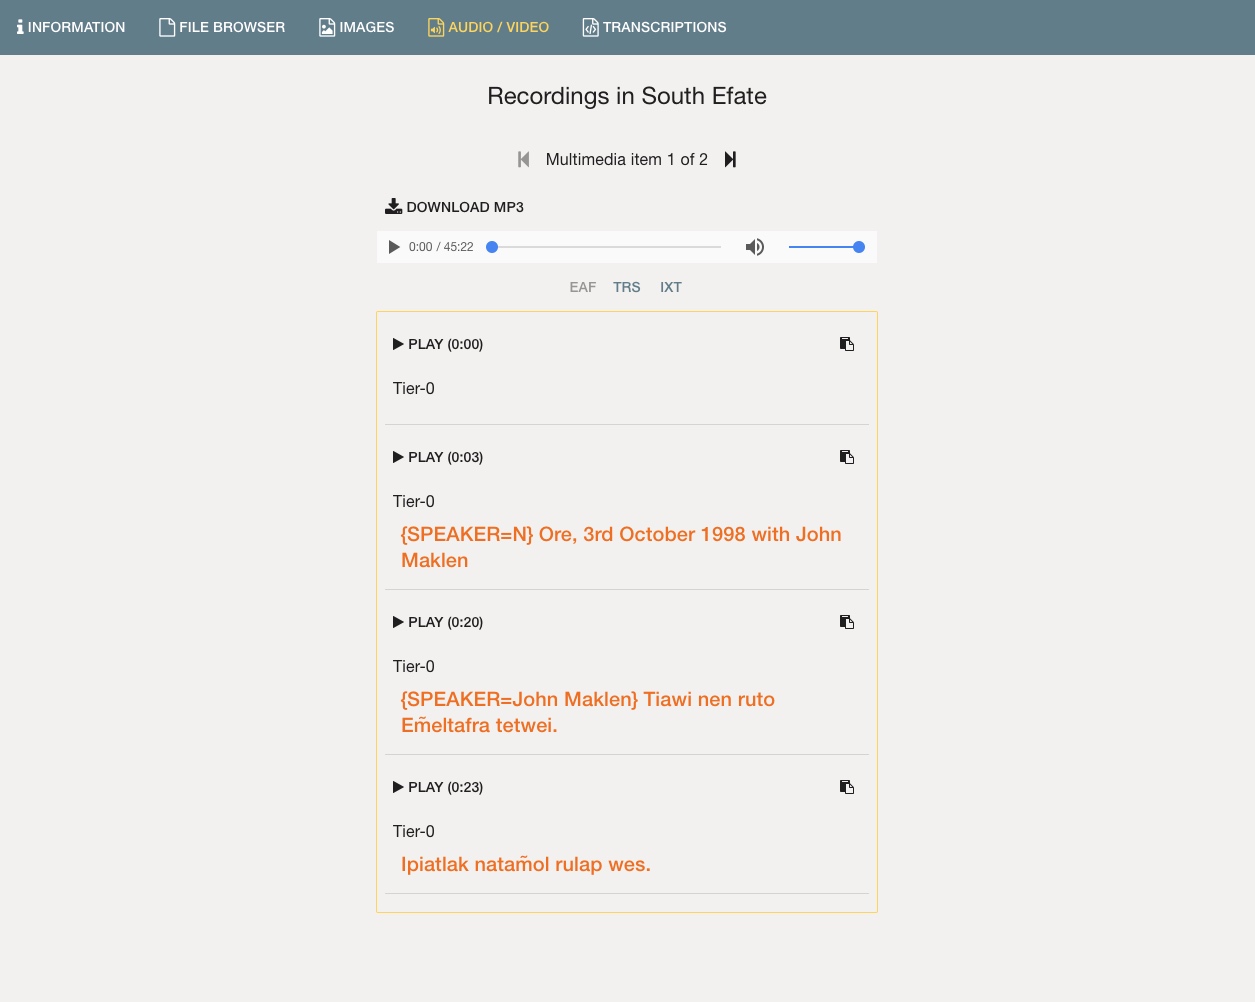 INFORMATION FILE BROWSER IMAGES AUDIO / VIDEO TRANSCRIPTIONS
Recordings in South Efate
Multimedia item 1 of 2
DOWNLOAD MP3
0:00 / 45:22
EAF TRS IXT
PLAY (0:00)
Tier-0
PLAY (0:03)
Tier-0
{SPEAKER=N} Ore, 3rd October 1998 with John
Maklen
PLAY (0:20)
Tier-0
{SPEAKER=John Maklen} Tiawi nen ruto
Em̃eltafra tetwei.
PLAY (0:23)
Tier-0
Ipiatlak natam̃ol rulap wes.